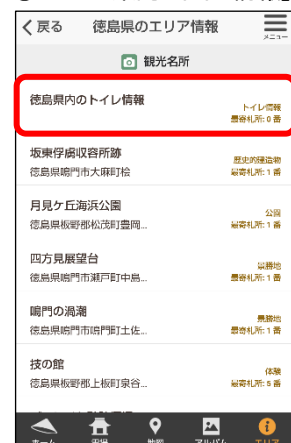 戻る 徳島県のエリア情報 メニュー
観光名所
徳島県内のトイレ情報
トイレ情報
最寄札所: 0 番
坂東俘虜収容所跡
歴史的建造物
徳島県鳴門市大麻町桧
最寄札所: 1 番
月見ケ丘海浜公園
公園
徳島県板野郡松茂町豊岡...
最寄札所: 1 番
四方見展望台
景勝地
徳島県鳴門市瀬戸町中島...
最寄札所: 1 番
鳴門の渦潮
景勝地
徳島県鳴門市鳴門町土佐...
最寄札所: 1 番
技の館
体験
徳島県板野郡上板町泉谷...
最寄札所: 5 番
ホーム 地図 アルバム エリア